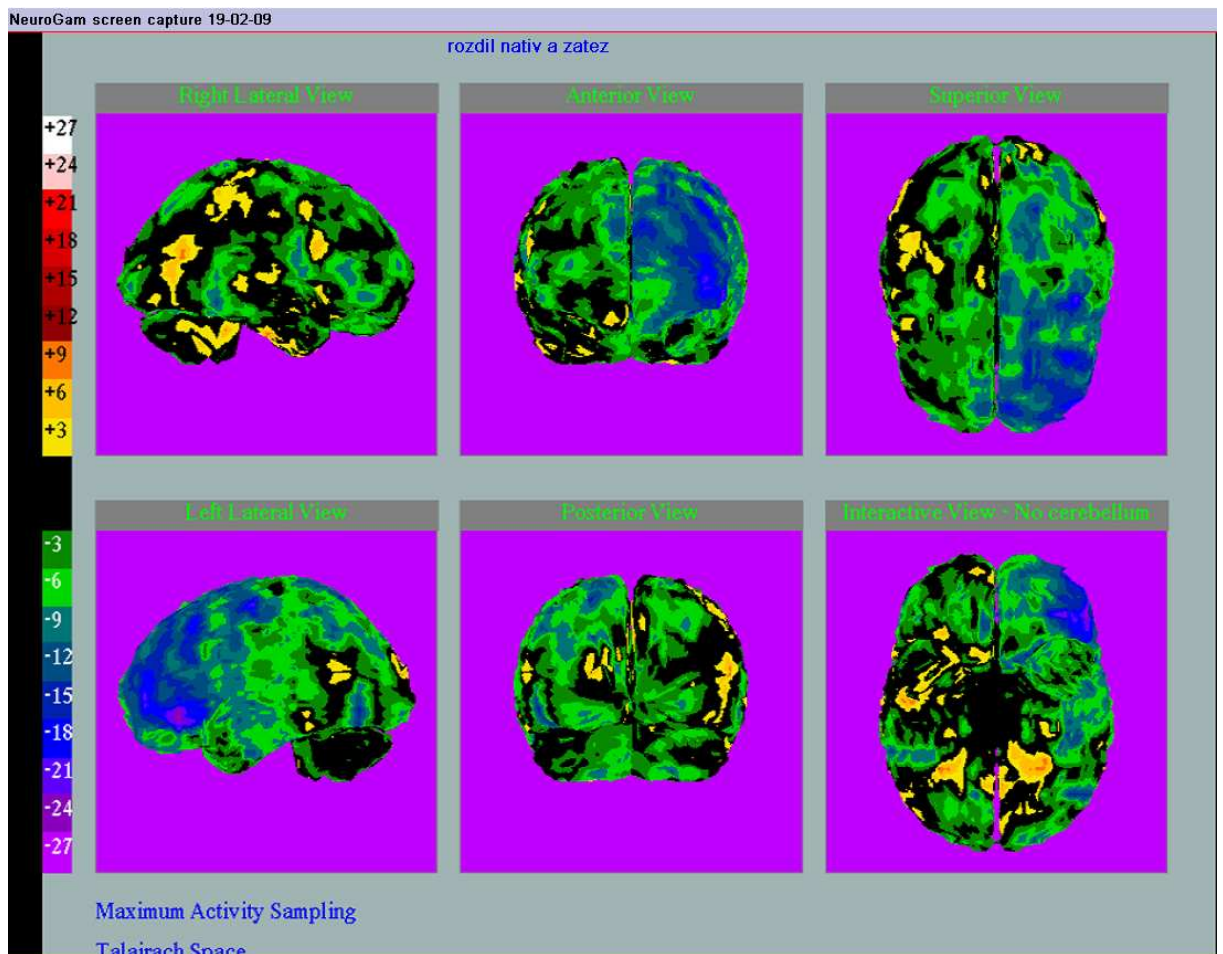 NeuroGam screen capture 19-02-09
rozdil nativ a zatez
Right Lateral View
Anterior View
Superior View
+27
+24
+21
+18
+15
+12
+9
+6
+3
-3
-6
-9
-12
-15
-18
-21
-24
-27
Left Lateral View
Posterior View
Interactive View - No cerebellum
Maximum Activity Sampling
Talairach Space